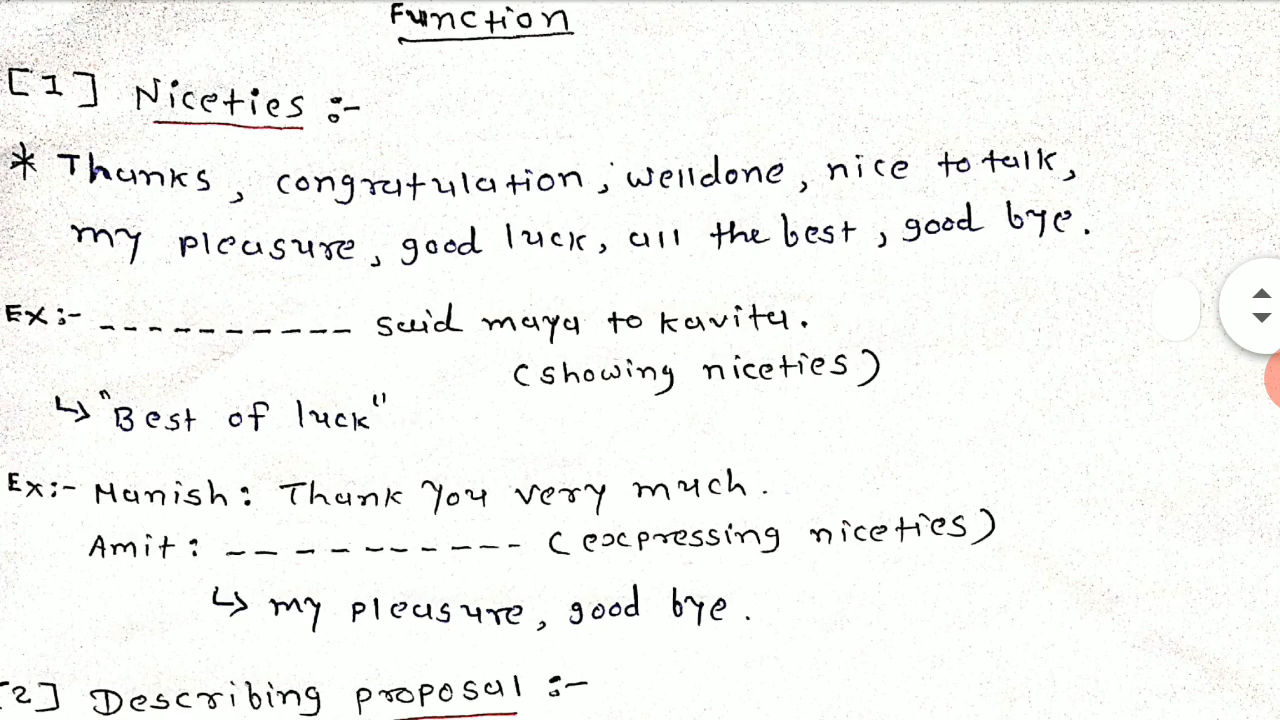 Function
[1] Niceties :-
* Thanks, congratulation, welldone, nice to talk,
my pleasure, good luck, all the best, good bye.
Ex :- ---------- said maya to kavita.
(showing niceties)
↳ "Best of luck"
Ex:- Manish: Thank you very much.
Amit: ---------- (expressing niceties)
↳ my pleasure, good bye.
[2] Describing proposal :-